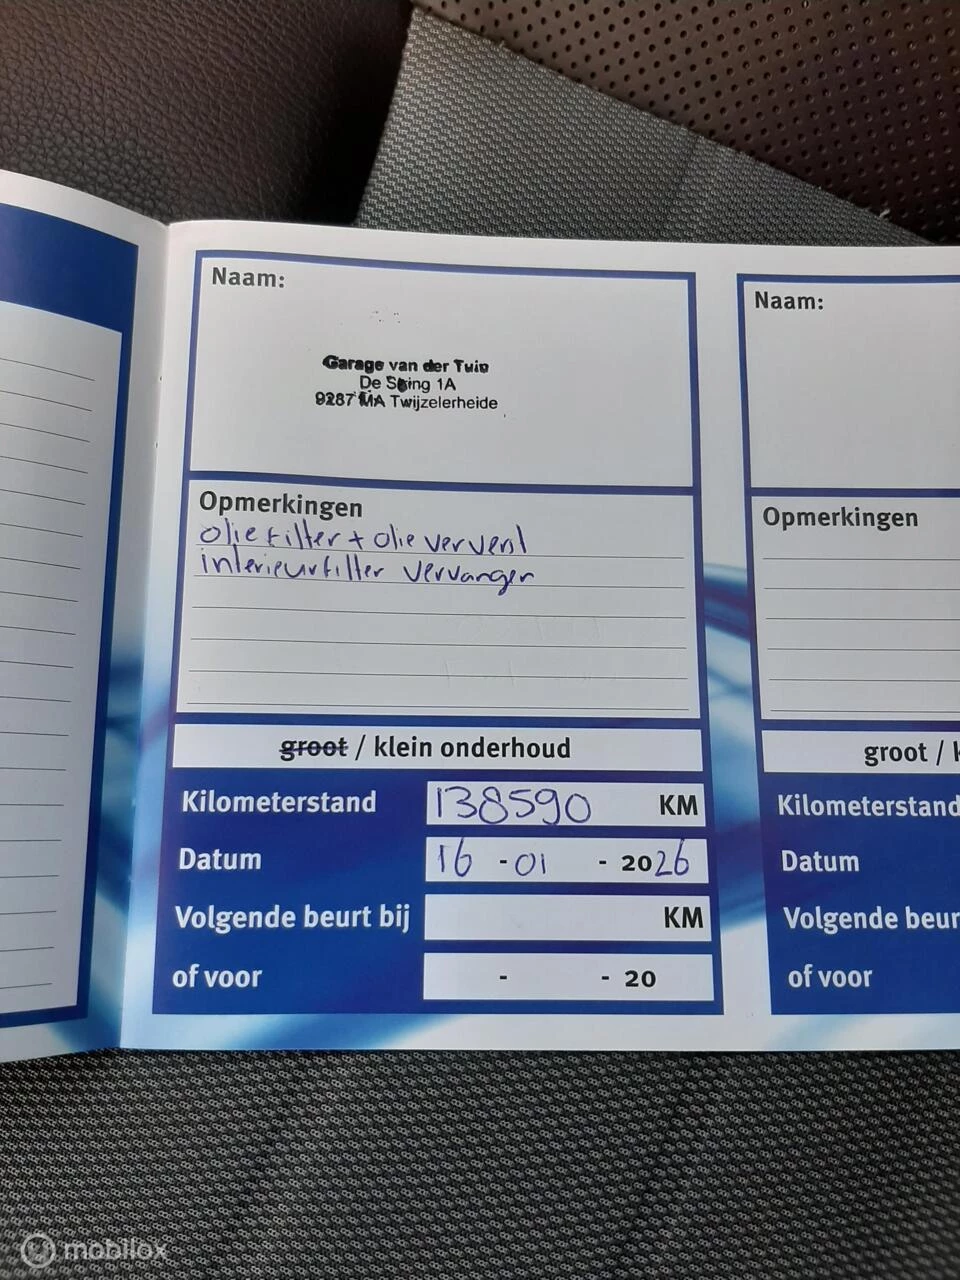 Naam:
Garage van der Tuin
De Sping 1A
9287 MA Twijzelerheide
Opmerkingen
oliefilter + olie ververst
interieurfilter vervangen
groot / klein onderhoud
Kilometerstand 138590 KM
Datum 16 - 01 - 2026
Volgende beurt bij KM
of voor - - 20
Naam:
Opmerkingen
groot / k
Kilometerstand
Datum
Volgende beur
of voor
mobilox